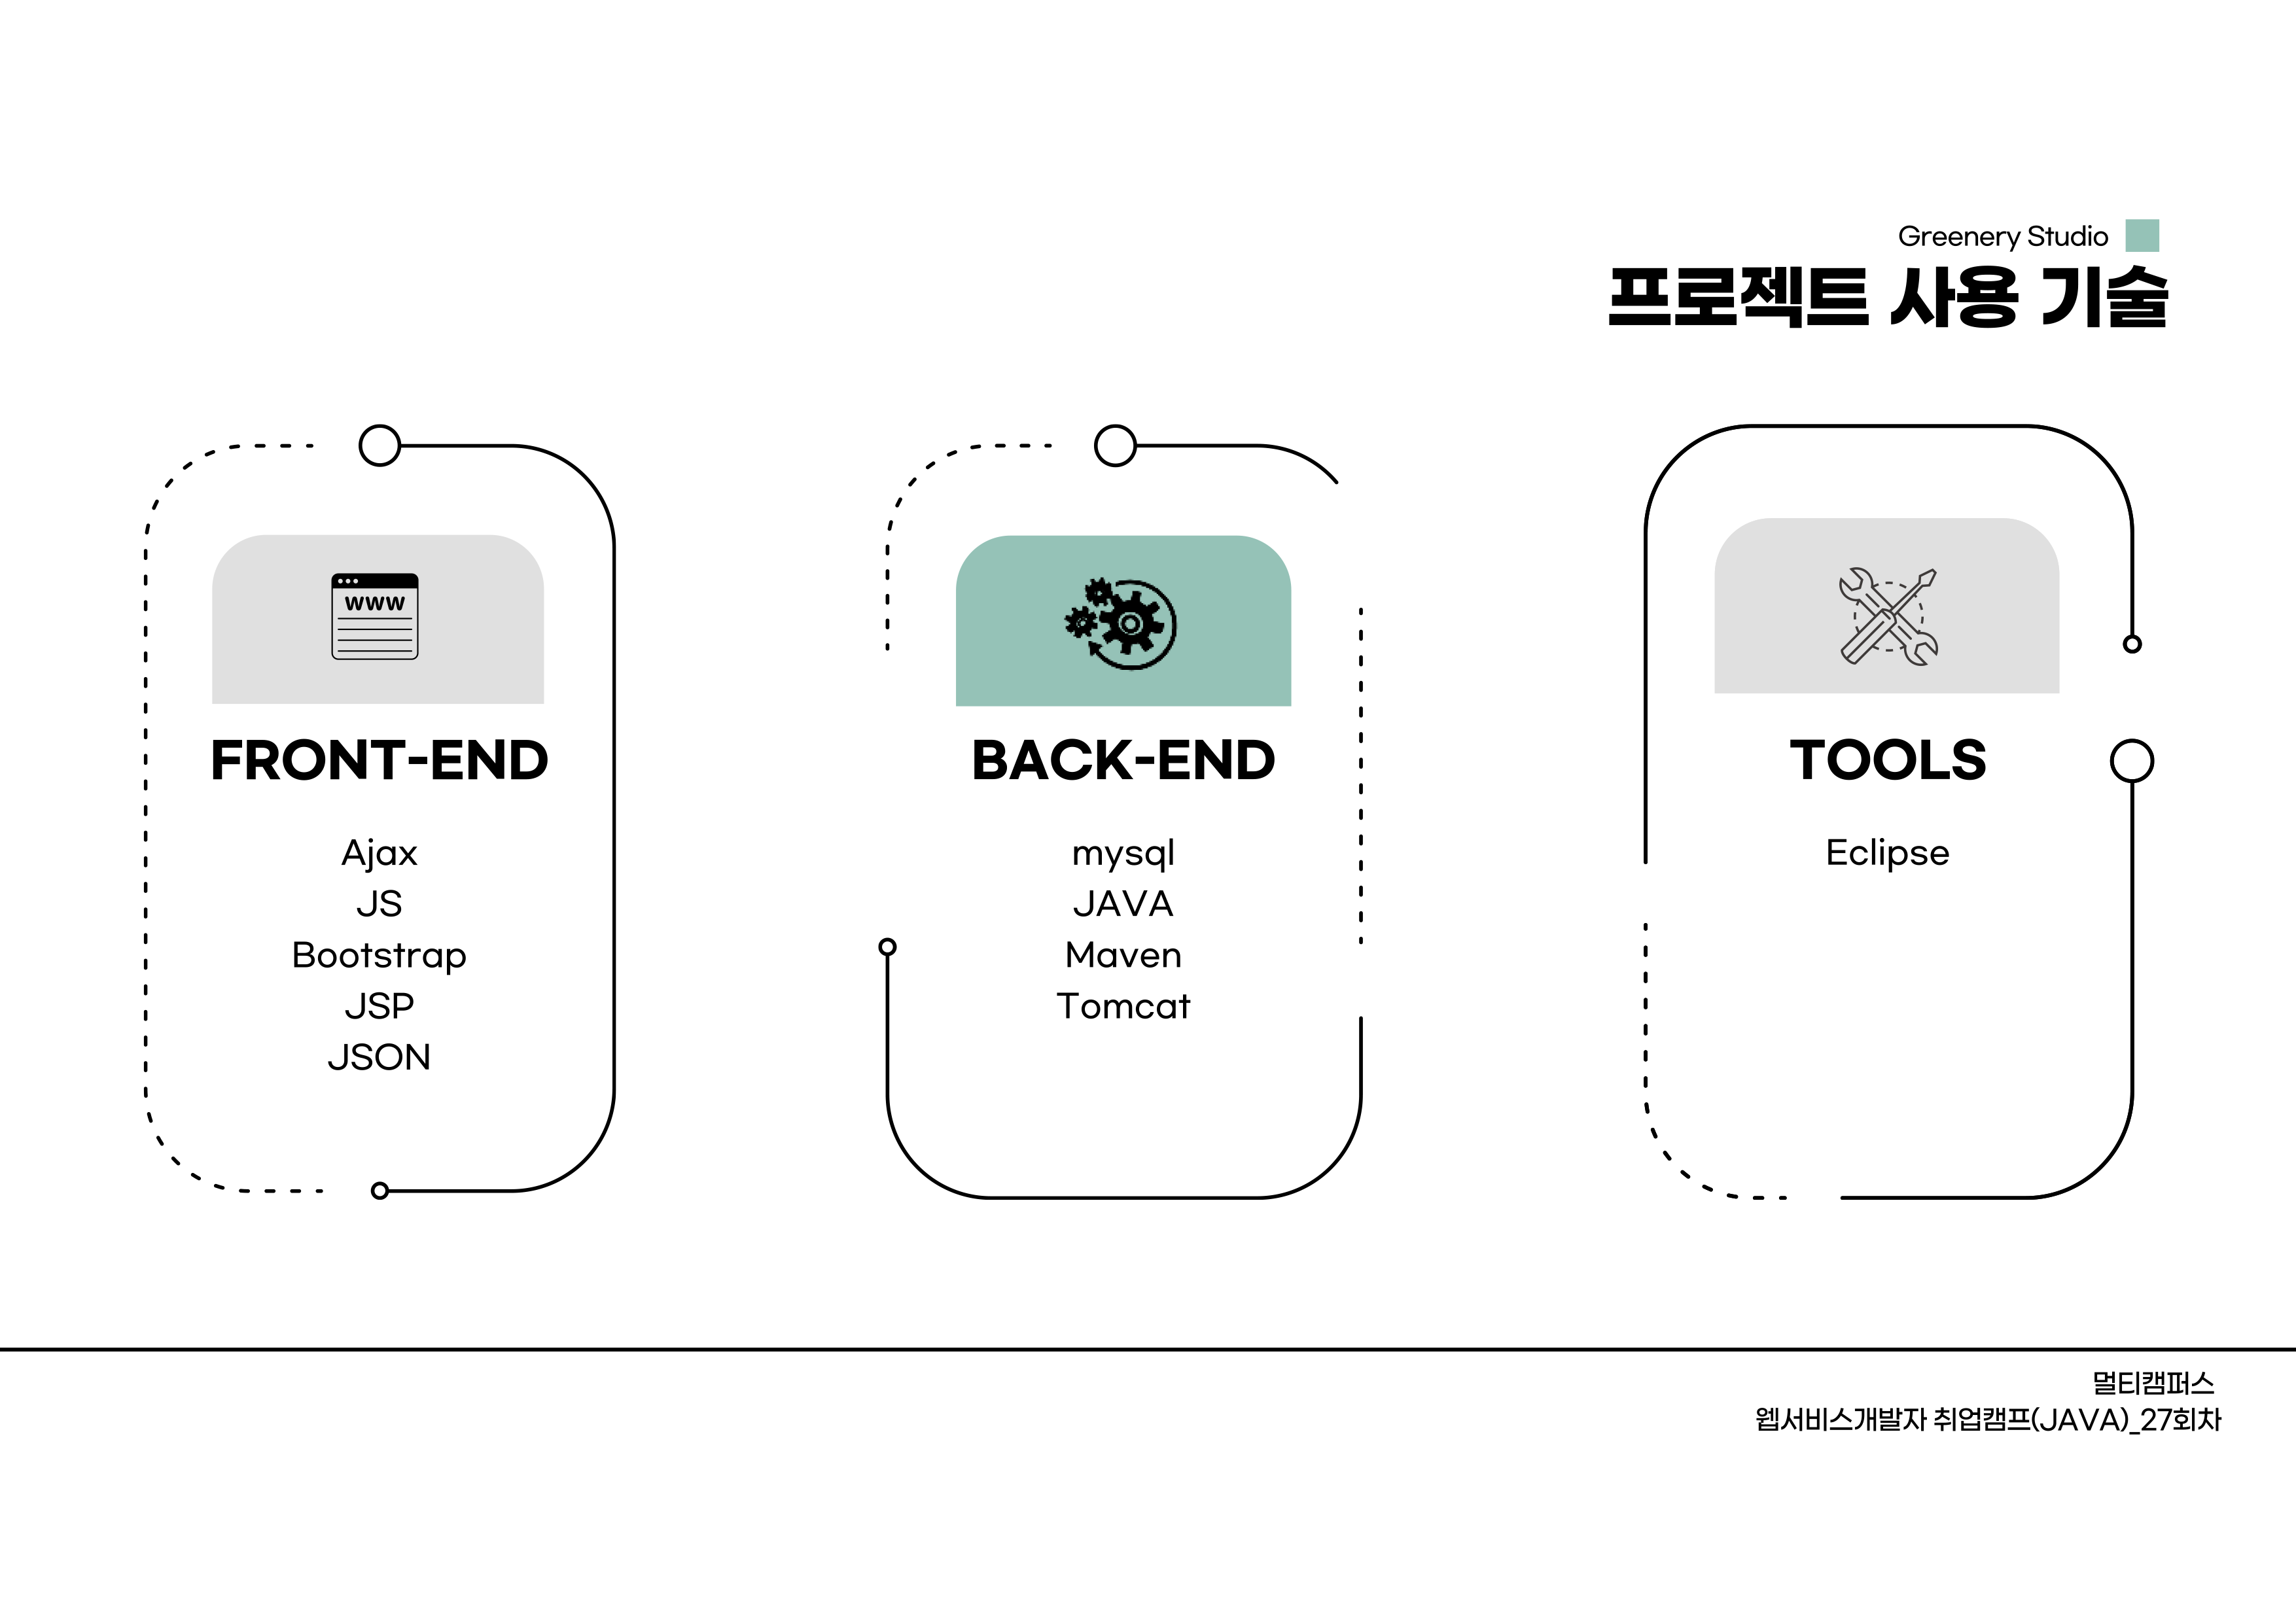 Greenery Studio
프로젝트 사용 기술
www
FRONT-END
Ajax
JS
Bootstrap
JSP
JSON
BACK-END
mysql
JAVA
Maven
Tomcat
TOOLS
Eclipse
멀티캠퍼스
웹서비스개발자 취업캠프(JAVA)_27회차